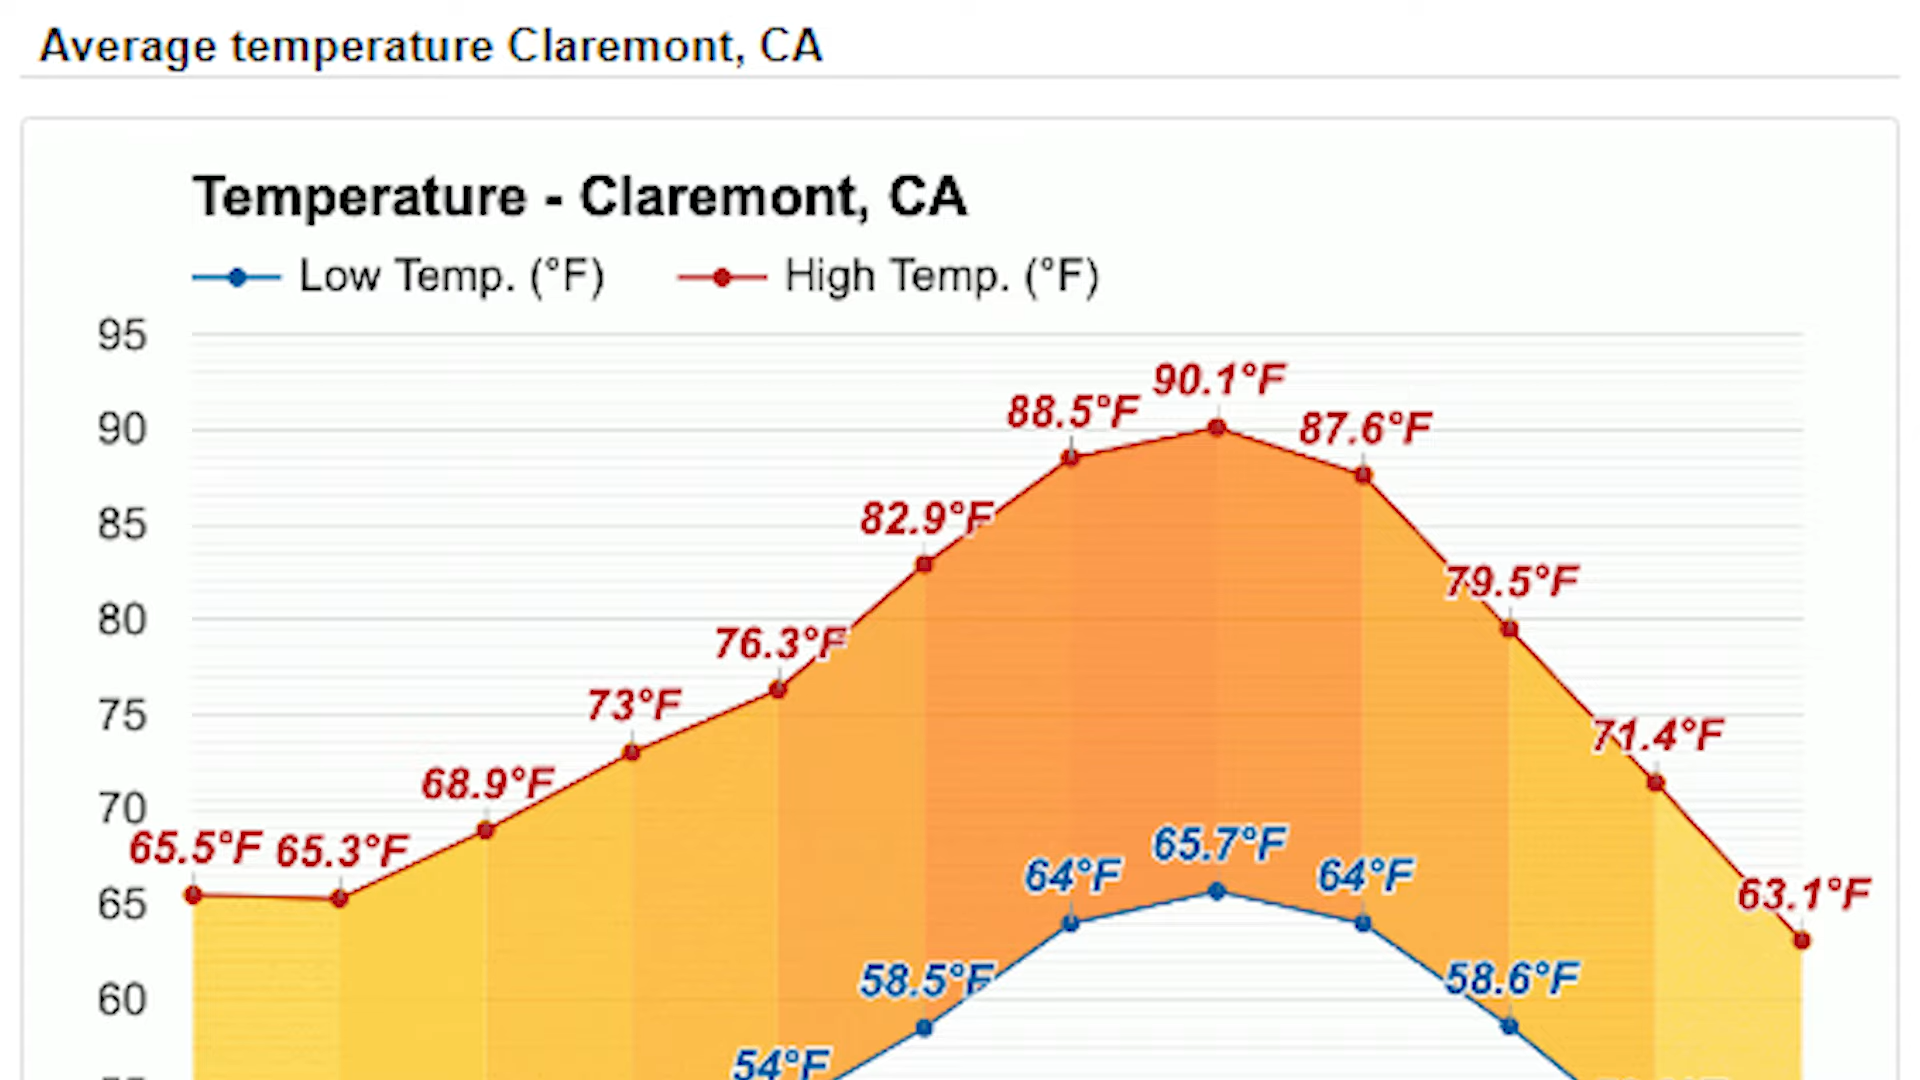 Average temperature Claremont, CA
Temperature - Claremont, CA
Low Temp. (°F) High Temp. (°F)
95
90.1°F
88.5°F
90
87.6°F
85
82.9°F
80
79.5°F
76.3°F
75
73°F
71.4°F
70
68.9°F
65.5°F 65.3°F
65.7°F
64°F
64°F
65
63.1°F
60
58.5°F
58.6°F
54°F